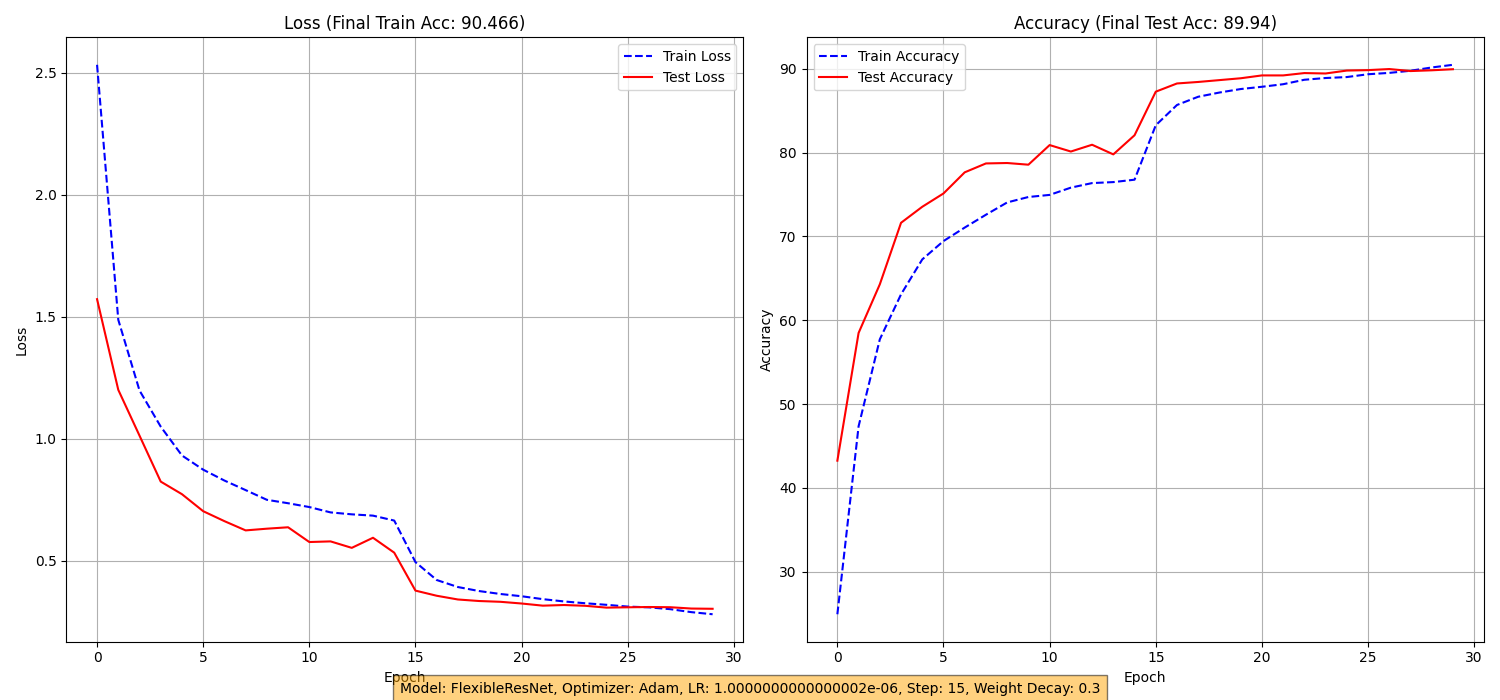 Loss (Final Train Acc: 90.466)
Train Loss
Test Loss
2.5
2.0
1.5
1.0
0.5
Loss
0 5 10 15 20 25 30
Epoch
Accuracy (Final Test Acc: 89.94)
Train Accuracy
Test Accuracy
90
80
70
60
50
40
30
Accuracy
0 5 10 15 20 25 30
Epoch
Model: FlexibleResNet, Optimizer: Adam, LR: 1.0000000000000002e-06, Step: 15, Weight Decay: 0.3